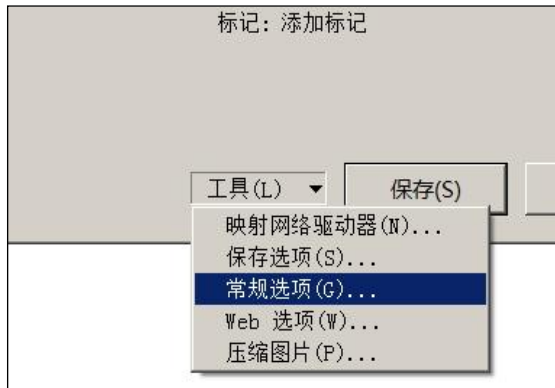 标记: 添加标记
工具(L)
保存(S)
映射网络驱动器(N)...
保存选项(S)...
常规选项(G)...
Web 选项(W)...
压缩图片(P)...